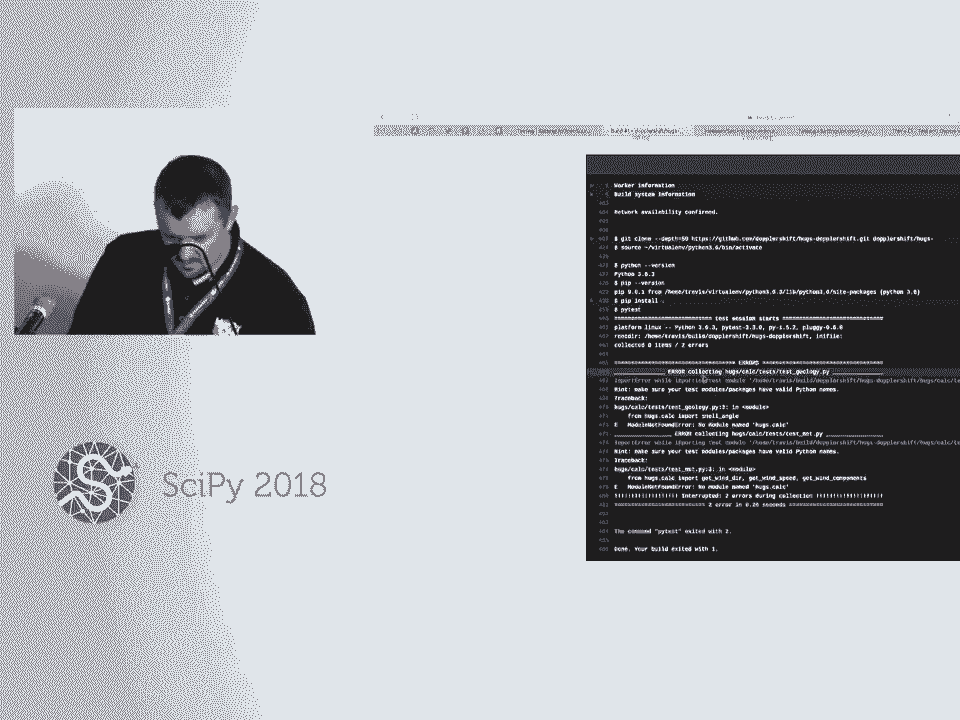 Worker information
Build system information
Network availability confirmed.
$ git clone --depth=50 https://github.com/dopplershift/hugs-dopplershift.git dopplershift/hugs-
$ source ~/virtualenv/python3.6/bin/activate
$ python --version
Python 3.6.3
$ pip --version
pip 9.0.1 from /home/travis/virtualenv/python3.6.3/lib/python3.6/site-packages (python 3.6)
$ pip install .
$ pytest
============================= test session starts ==============================
platform linux -- Python 3.6.3, pytest-3.3.0, py-1.5.2, pluggy-0.6.0
rootdir: /home/travis/build/dopplershift/hugs-dopplershift, inifile:
collected 0 items / 2 errors
==================================== ERRORS ====================================
_____________ ERROR collecting hugs/calc/tests/test_geology.py _____________
ImportError while importing test module '/home/travis/build/dopplershift/hugs-dopplershift/hugs/calc/te
Hint: make sure your test modules/packages have valid Python names.
Traceback:
hugs/calc/tests/test_geology.py:3: in <module>
from hugs.calc import snell_angle
E ModuleNotFoundError: No module named 'hugs.calc'
_______________ ERROR collecting hugs/calc/tests/test_met.py _______________
ImportError while importing test module '/home/travis/build/dopplershift/hugs-dopplershift/hugs/calc/te
Hint: make sure your test modules/packages have valid Python names.
Traceback:
hugs/calc/tests/test_met.py:3: in <module>
from hugs.calc import get_wind_dir, get_wind_speed, get_wind_components
E ModuleNotFoundError: No module named 'hugs.calc'
!!!!!!!!!!!!!!!!!!! Interrupted: 2 errors during collection !!!!!!!!!!!!!!!!!!!
=========================== 2 error in 0.26 seconds ============================
The command "pytest" exited with 2.
Done. Your build exited with 1.
SciPy 2018